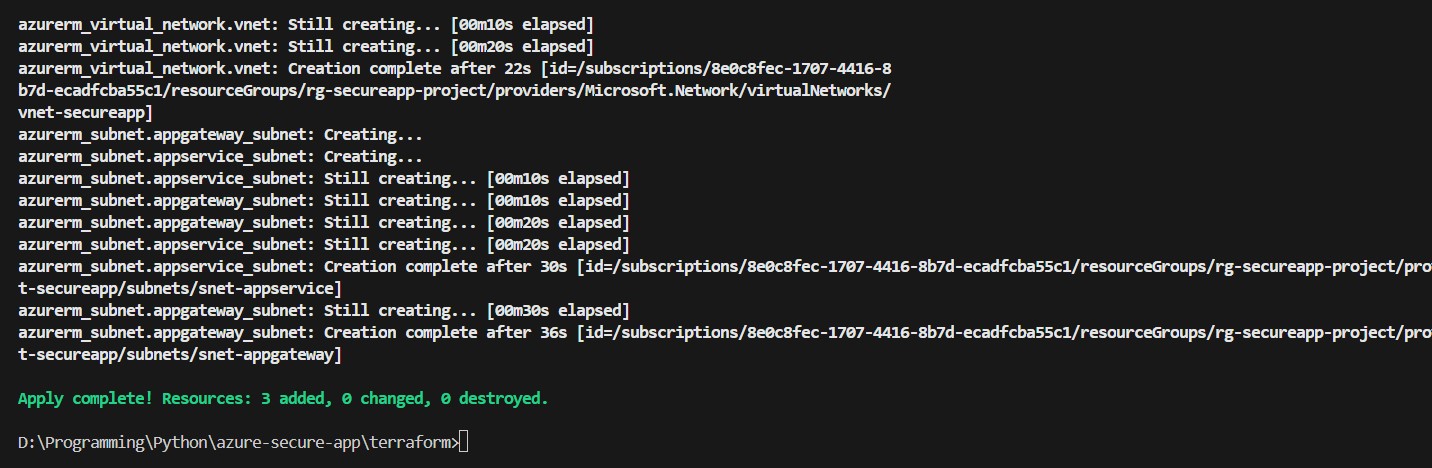 azurerm_virtual_network.vnet: Still creating... [00m10s elapsed]
azurerm_virtual_network.vnet: Still creating... [00m20s elapsed]
azurerm_virtual_network.vnet: Creation complete after 22s [id=/subscriptions/8e0c8fec-1707-4416-8
b7d-ecadfcba55c1/resourceGroups/rg-secureapp-project/providers/Microsoft.Network/virtualNetworks/
vnet-secureapp]
azurerm_subnet.appgateway_subnet: Creating...
azurerm_subnet.appservice_subnet: Creating...
azurerm_subnet.appservice_subnet: Still creating... [00m10s elapsed]
azurerm_subnet.appgateway_subnet: Still creating... [00m10s elapsed]
azurerm_subnet.appgateway_subnet: Still creating... [00m20s elapsed]
azurerm_subnet.appservice_subnet: Still creating... [00m20s elapsed]
azurerm_subnet.appservice_subnet: Creation complete after 30s [id=/subscriptions/8e0c8fec-1707-4416-8b7d-ecadfcba55c1/resourceGroups/rg-secureapp-project/pro
t-secureapp/subnets/snet-appservice]
azurerm_subnet.appgateway_subnet: Still creating... [00m30s elapsed]
azurerm_subnet.appgateway_subnet: Creation complete after 36s [id=/subscriptions/8e0c8fec-1707-4416-8b7d-ecadfcba55c1/resourceGroups/rg-secureapp-project/pro
t-secureapp/subnets/snet-appgateway]
Apply complete! Resources: 3 added, 0 changed, 0 destroyed.
D:\Programming\Python\azure-secure-app\terraform>